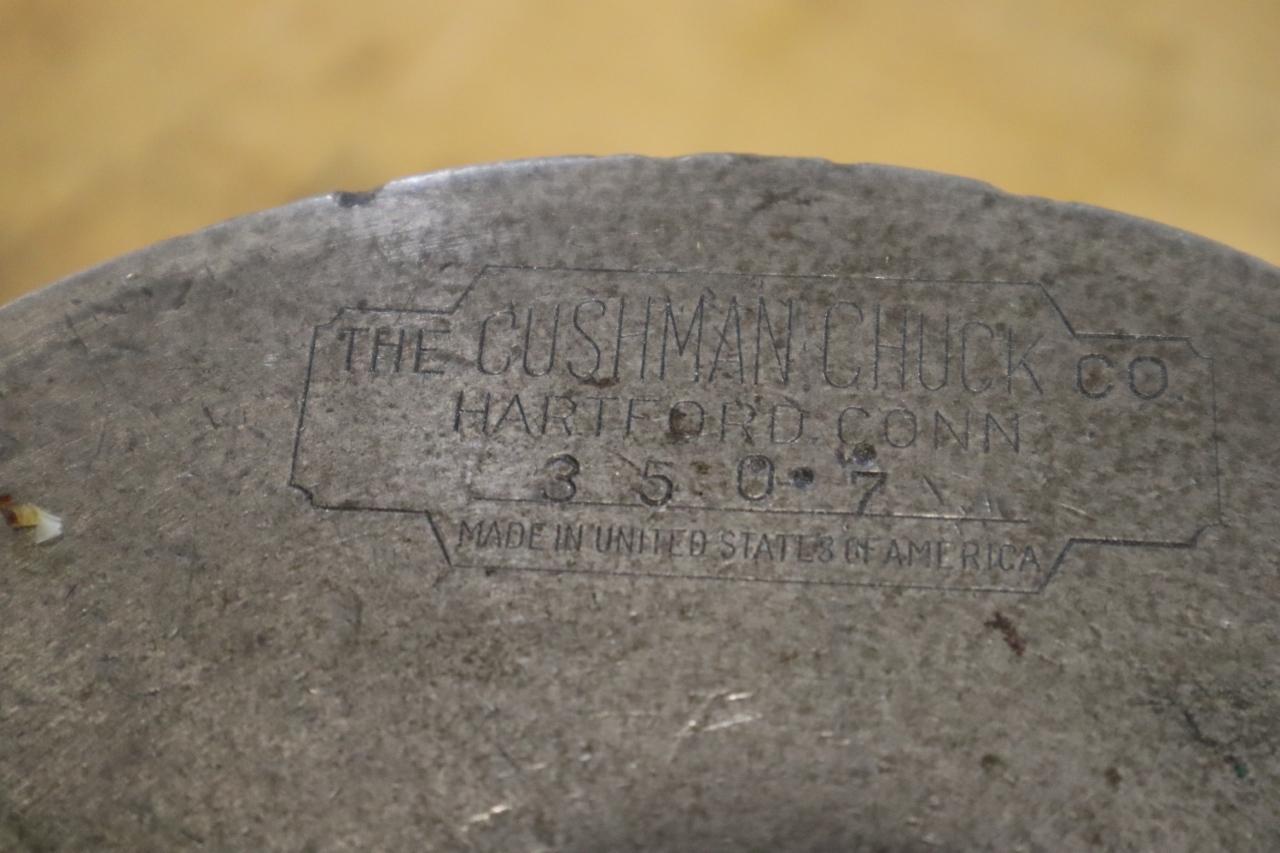 THE CUSHMAN CHUCK CO.
HARTFORD. CONN
3 5 0 • 7
MADE IN UNITED STATES OF AMERICA